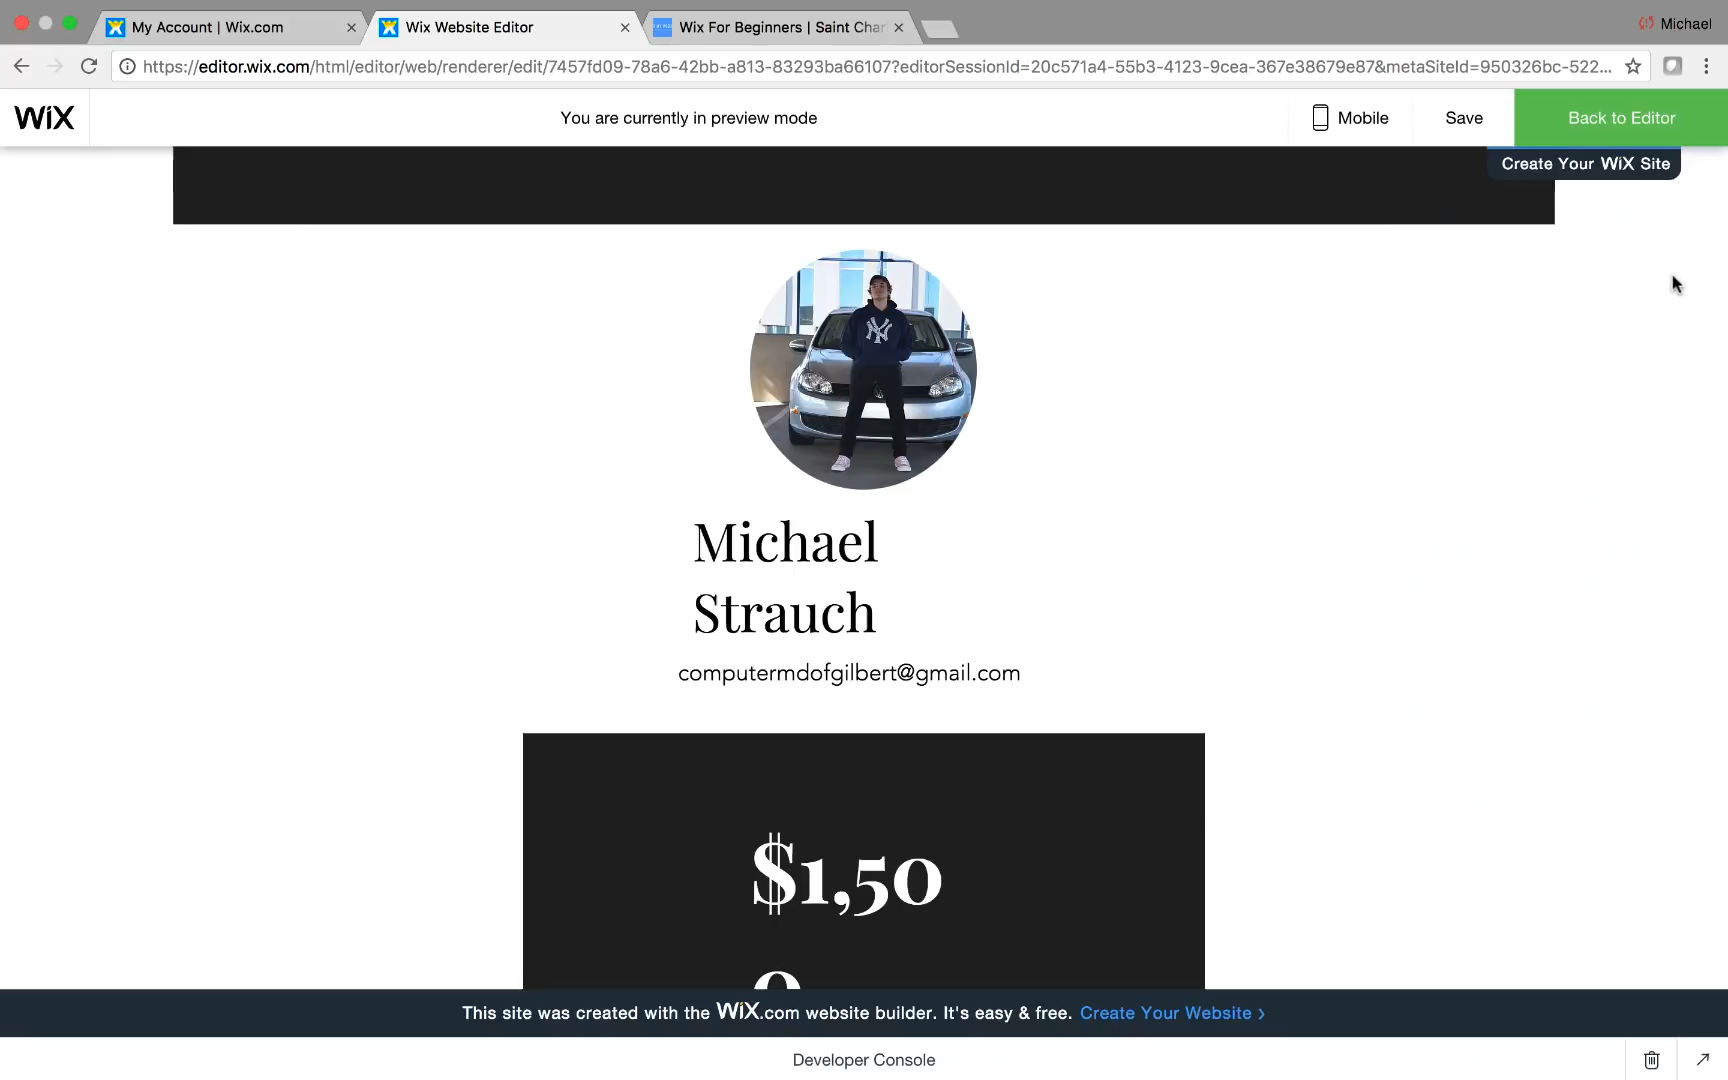 My Account | Wix.com
Wix Website Editor
Wix For Beginners | Saint Char
Michael
https://editor.wix.com/html/editor/web/renderer/edit/7457fd09-78a6-42bb-a813-83293ba66107?editorSessionId=20c571a4-55b3-4123-9cea-367e38679e87&metaSiteId=950326bc-522...
WiX
You are currently in preview mode
Mobile
Save
Back to Editor
Create Your WiX Site
NY
Michael
Strauch
computermdofgilbert@gmail.com
$1,50
0
This site was created with the WiX.com website builder. It's easy & free. Create Your Website >
Developer Console